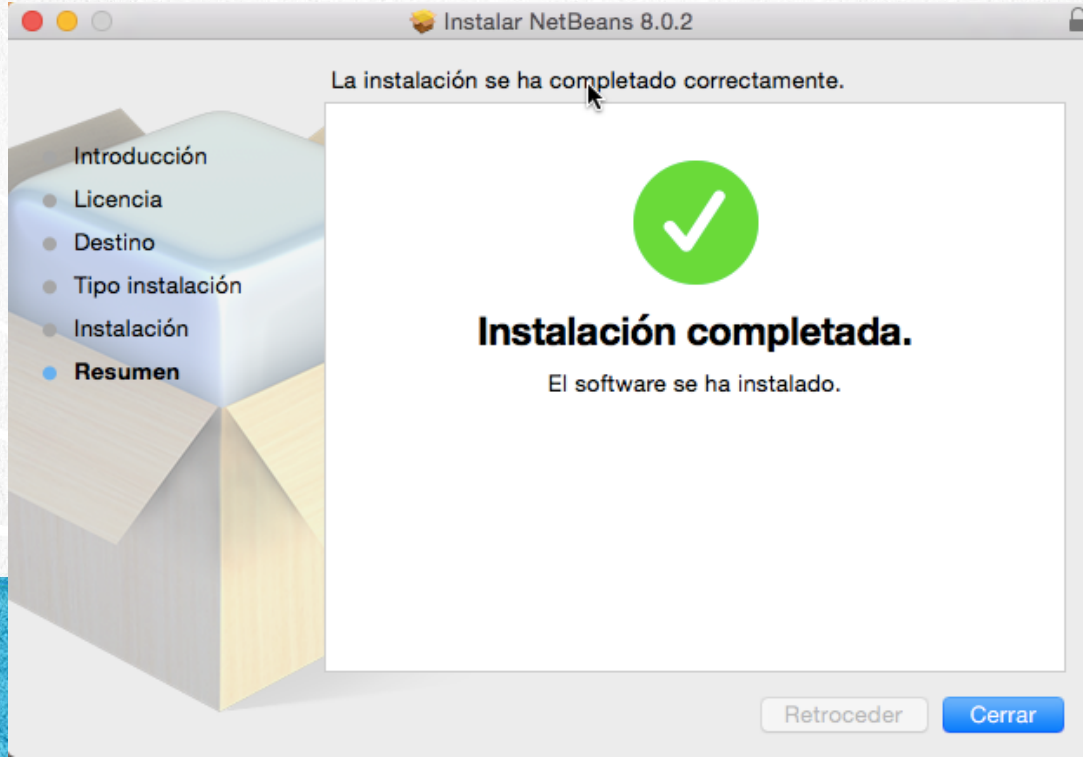 Instalar NetBeans 8.0.2
La instalación se ha completado correctamente.
Introducción
Licencia
Destino
Tipo instalación
Instalación
Resumen
Instalación completada.
El software se ha instalado.
Retroceder
Cerrar